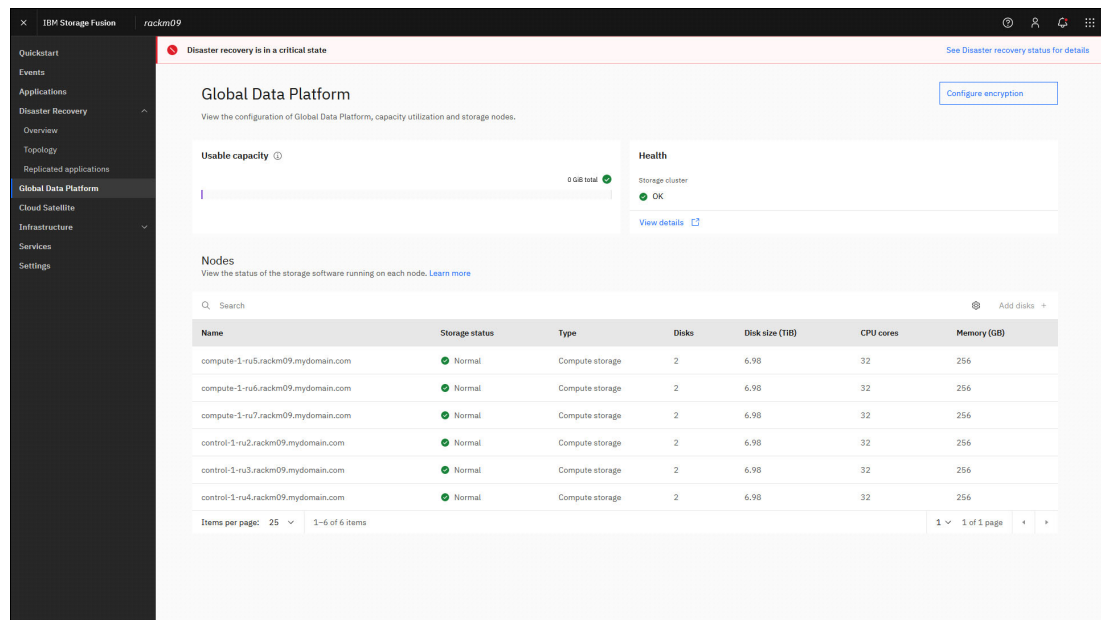 IBM Storage Fusion rackm09
Disaster recovery is in a critical state See Disaster recovery status for details
Quickstart
Events
Applications
Disaster Recovery
Overview
Topology
Replicated applications
Global Data Platform
Cloud Satellite
Infrastructure
Services
Settings
Global Data Platform
Configure encryption
View the configuration of Global Data Platform, capacity utilization and storage nodes.
Usable capacity
0 GiB total
Health
Storage cluster
OK
View details
Nodes
View the status of the storage software running on each node. Learn more
Search Add disks +
Name Storage status Type Disks Disk size (TiB) CPU cores Memory (GB)
compute-1-ru5.rackm09.mydomain.com Normal Compute storage 2 6.98 32 256
compute-1-ru6.rackm09.mydomain.com Normal Compute storage 2 6.98 32 256
compute-1-ru7.rackm09.mydomain.com Normal Compute storage 2 6.98 32 256
control-1-ru2.rackm09.mydomain.com Normal Compute storage 2 6.98 32 256
control-1-ru3.rackm09.mydomain.com Normal Compute storage 2 6.98 32 256
control-1-ru4.rackm09.mydomain.com Normal Compute storage 2 6.98 32 256
Items per page: 25 1–6 of 6 items 1 1 of 1 page